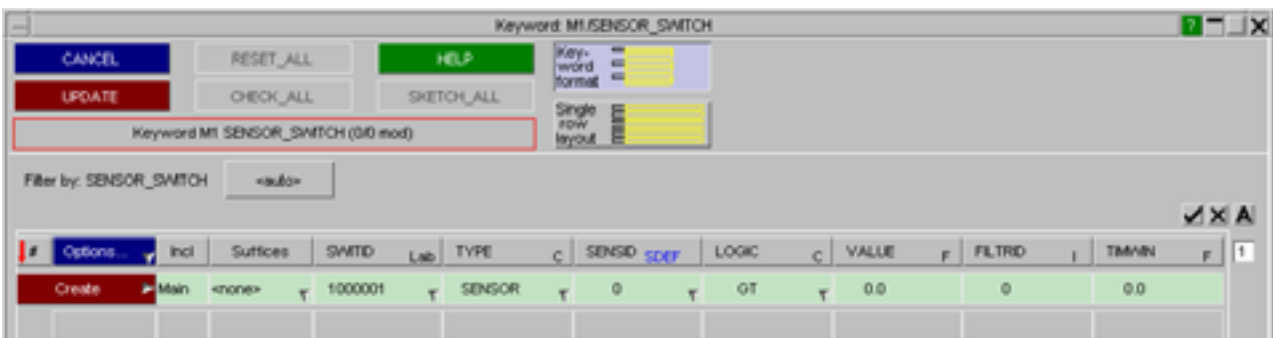 Keyword: M1/SENSOR_SWITCH
?
X
CANCEL RESET_ALL HELP
UPDATE CHECK_ALL SKETCH_ALL
Keyword M1 SENSOR_SWITCH (0/0 mod)
Key-
word
format
Single
row
layout
Filter by: SENSOR_SWITCH <auto>
X A
# Options... Incl Suffices SWITID Lab TYPE C SENSID SDEF LOGIC C VALUE F FILTRID I TIMWIN F 1
Create Main <none> 1000001 SENSOR 0 GT 0.0 0 0.0